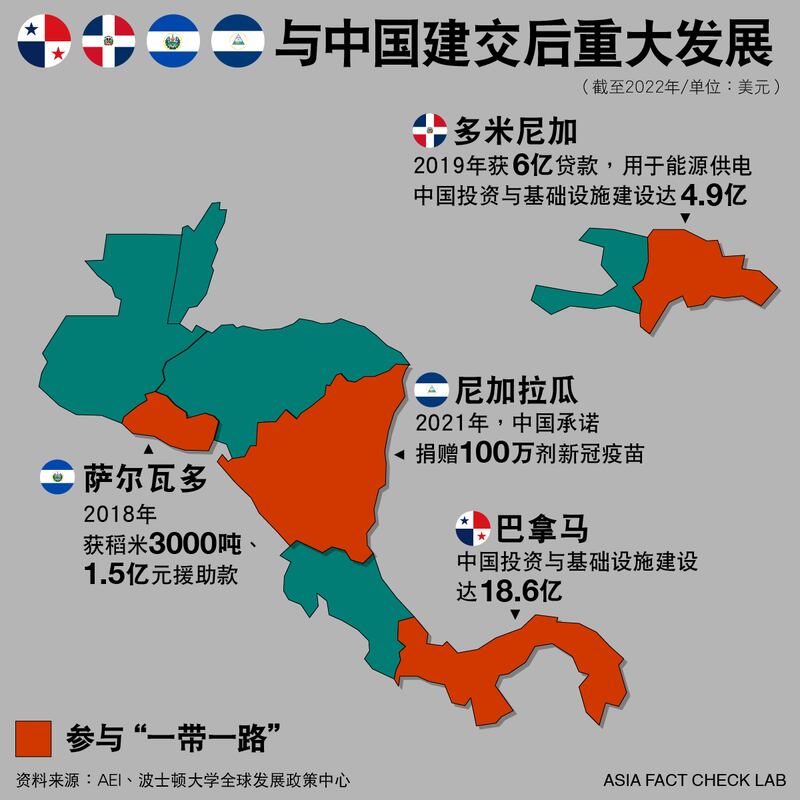 与中国建交后重大发展
（截至2022年/单位：美元）
多米尼加
2019年获6亿贷款，用于能源供电
中国投资与基础设施建设达4.9亿
尼加拉瓜
2021年，中国承诺
捐赠100万剂新冠疫苗
萨尔瓦多
2018年
获稻米3000吨、
1.5亿元援助款
巴拿马
中国投资与基础设施建设
达18.6亿
参与“一带一路”
资料来源：AEI、波士顿大学全球发展政策中心
ASIA FACT CHECK LAB